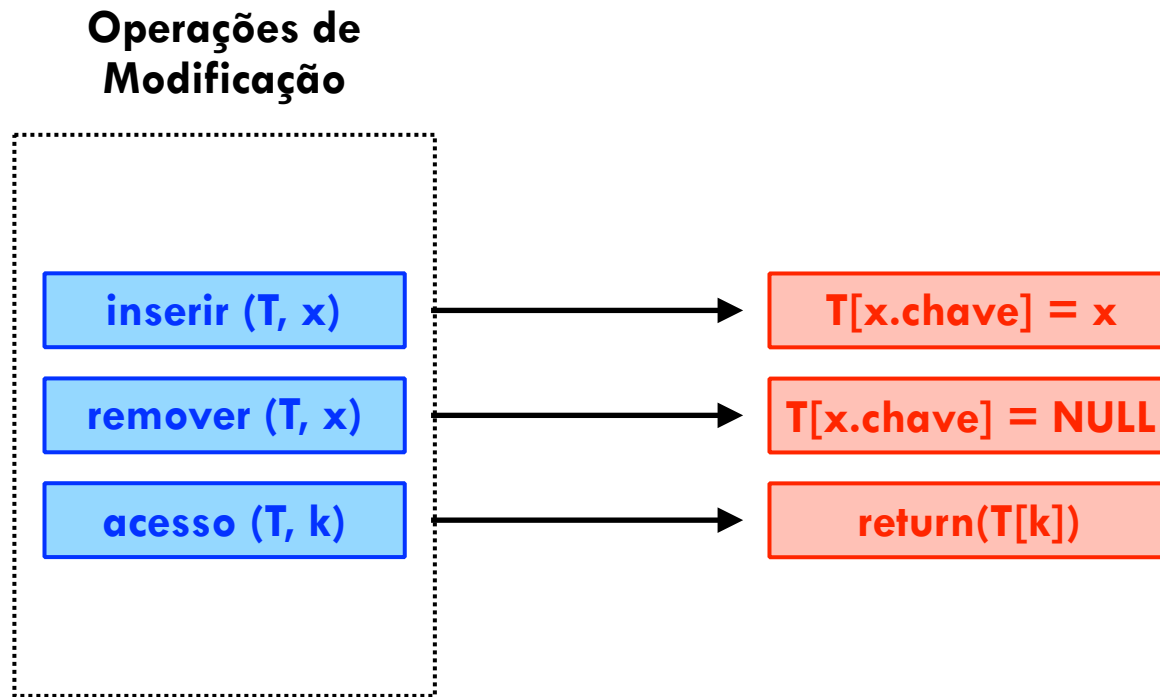 Operações de
Modificação
inserir (T, x)
T[x.chave] = x
remover (T, x)
T[x.chave] = NULL
acesso (T, k)
return(T[k])